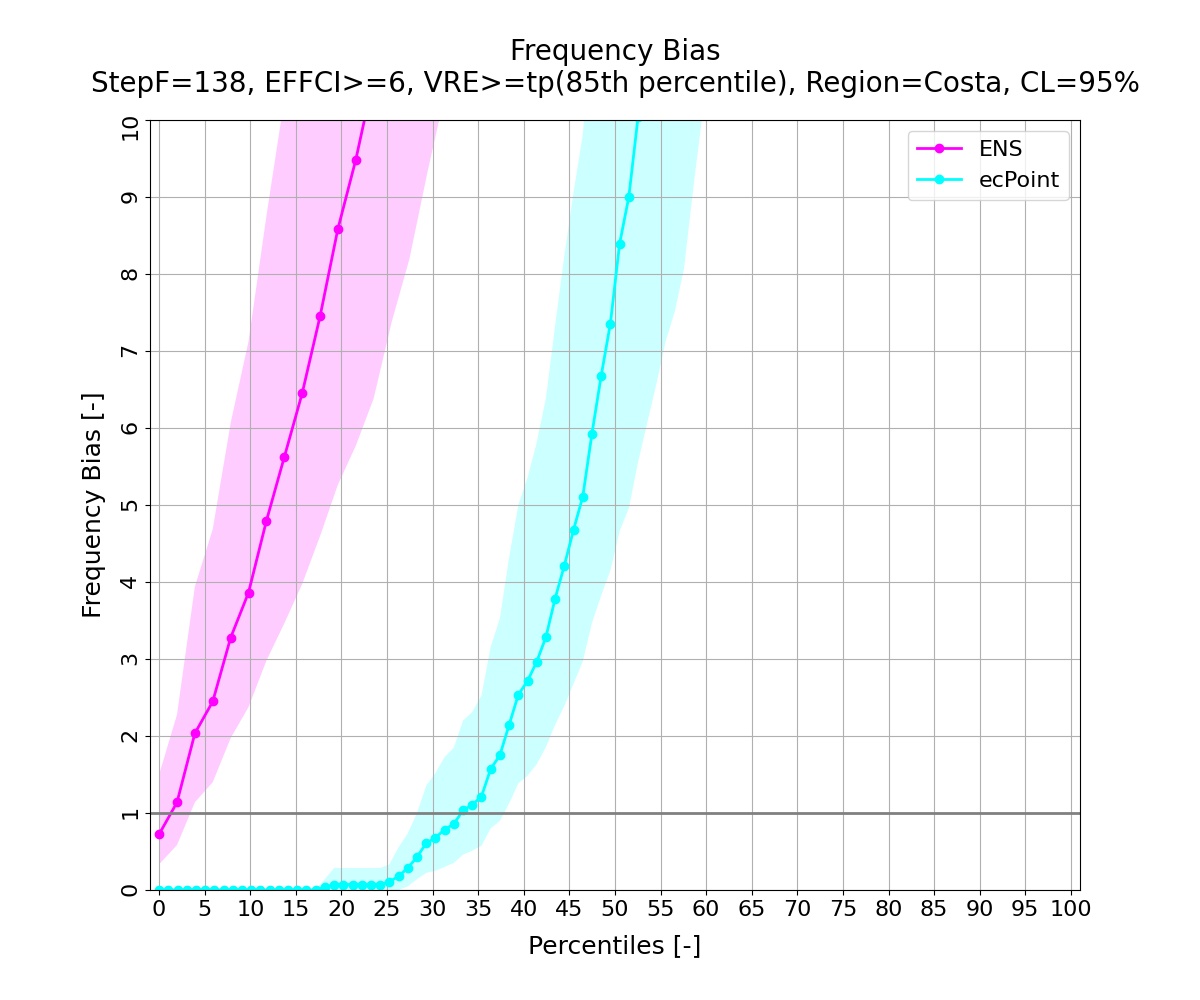 Frequency Bias
StepF=138, EFFCI>=6, VRE>=tp(85th percentile), Region=Costa, CL=95%
10
9
8
7
6
5
4
3
2
1
0
Frequency Bias [-]
ENS
ecPoint
0 5 10 15 20 25 30 35 40 45 50 55 60 65 70 75 80 85 90 95 100
Percentiles [-]